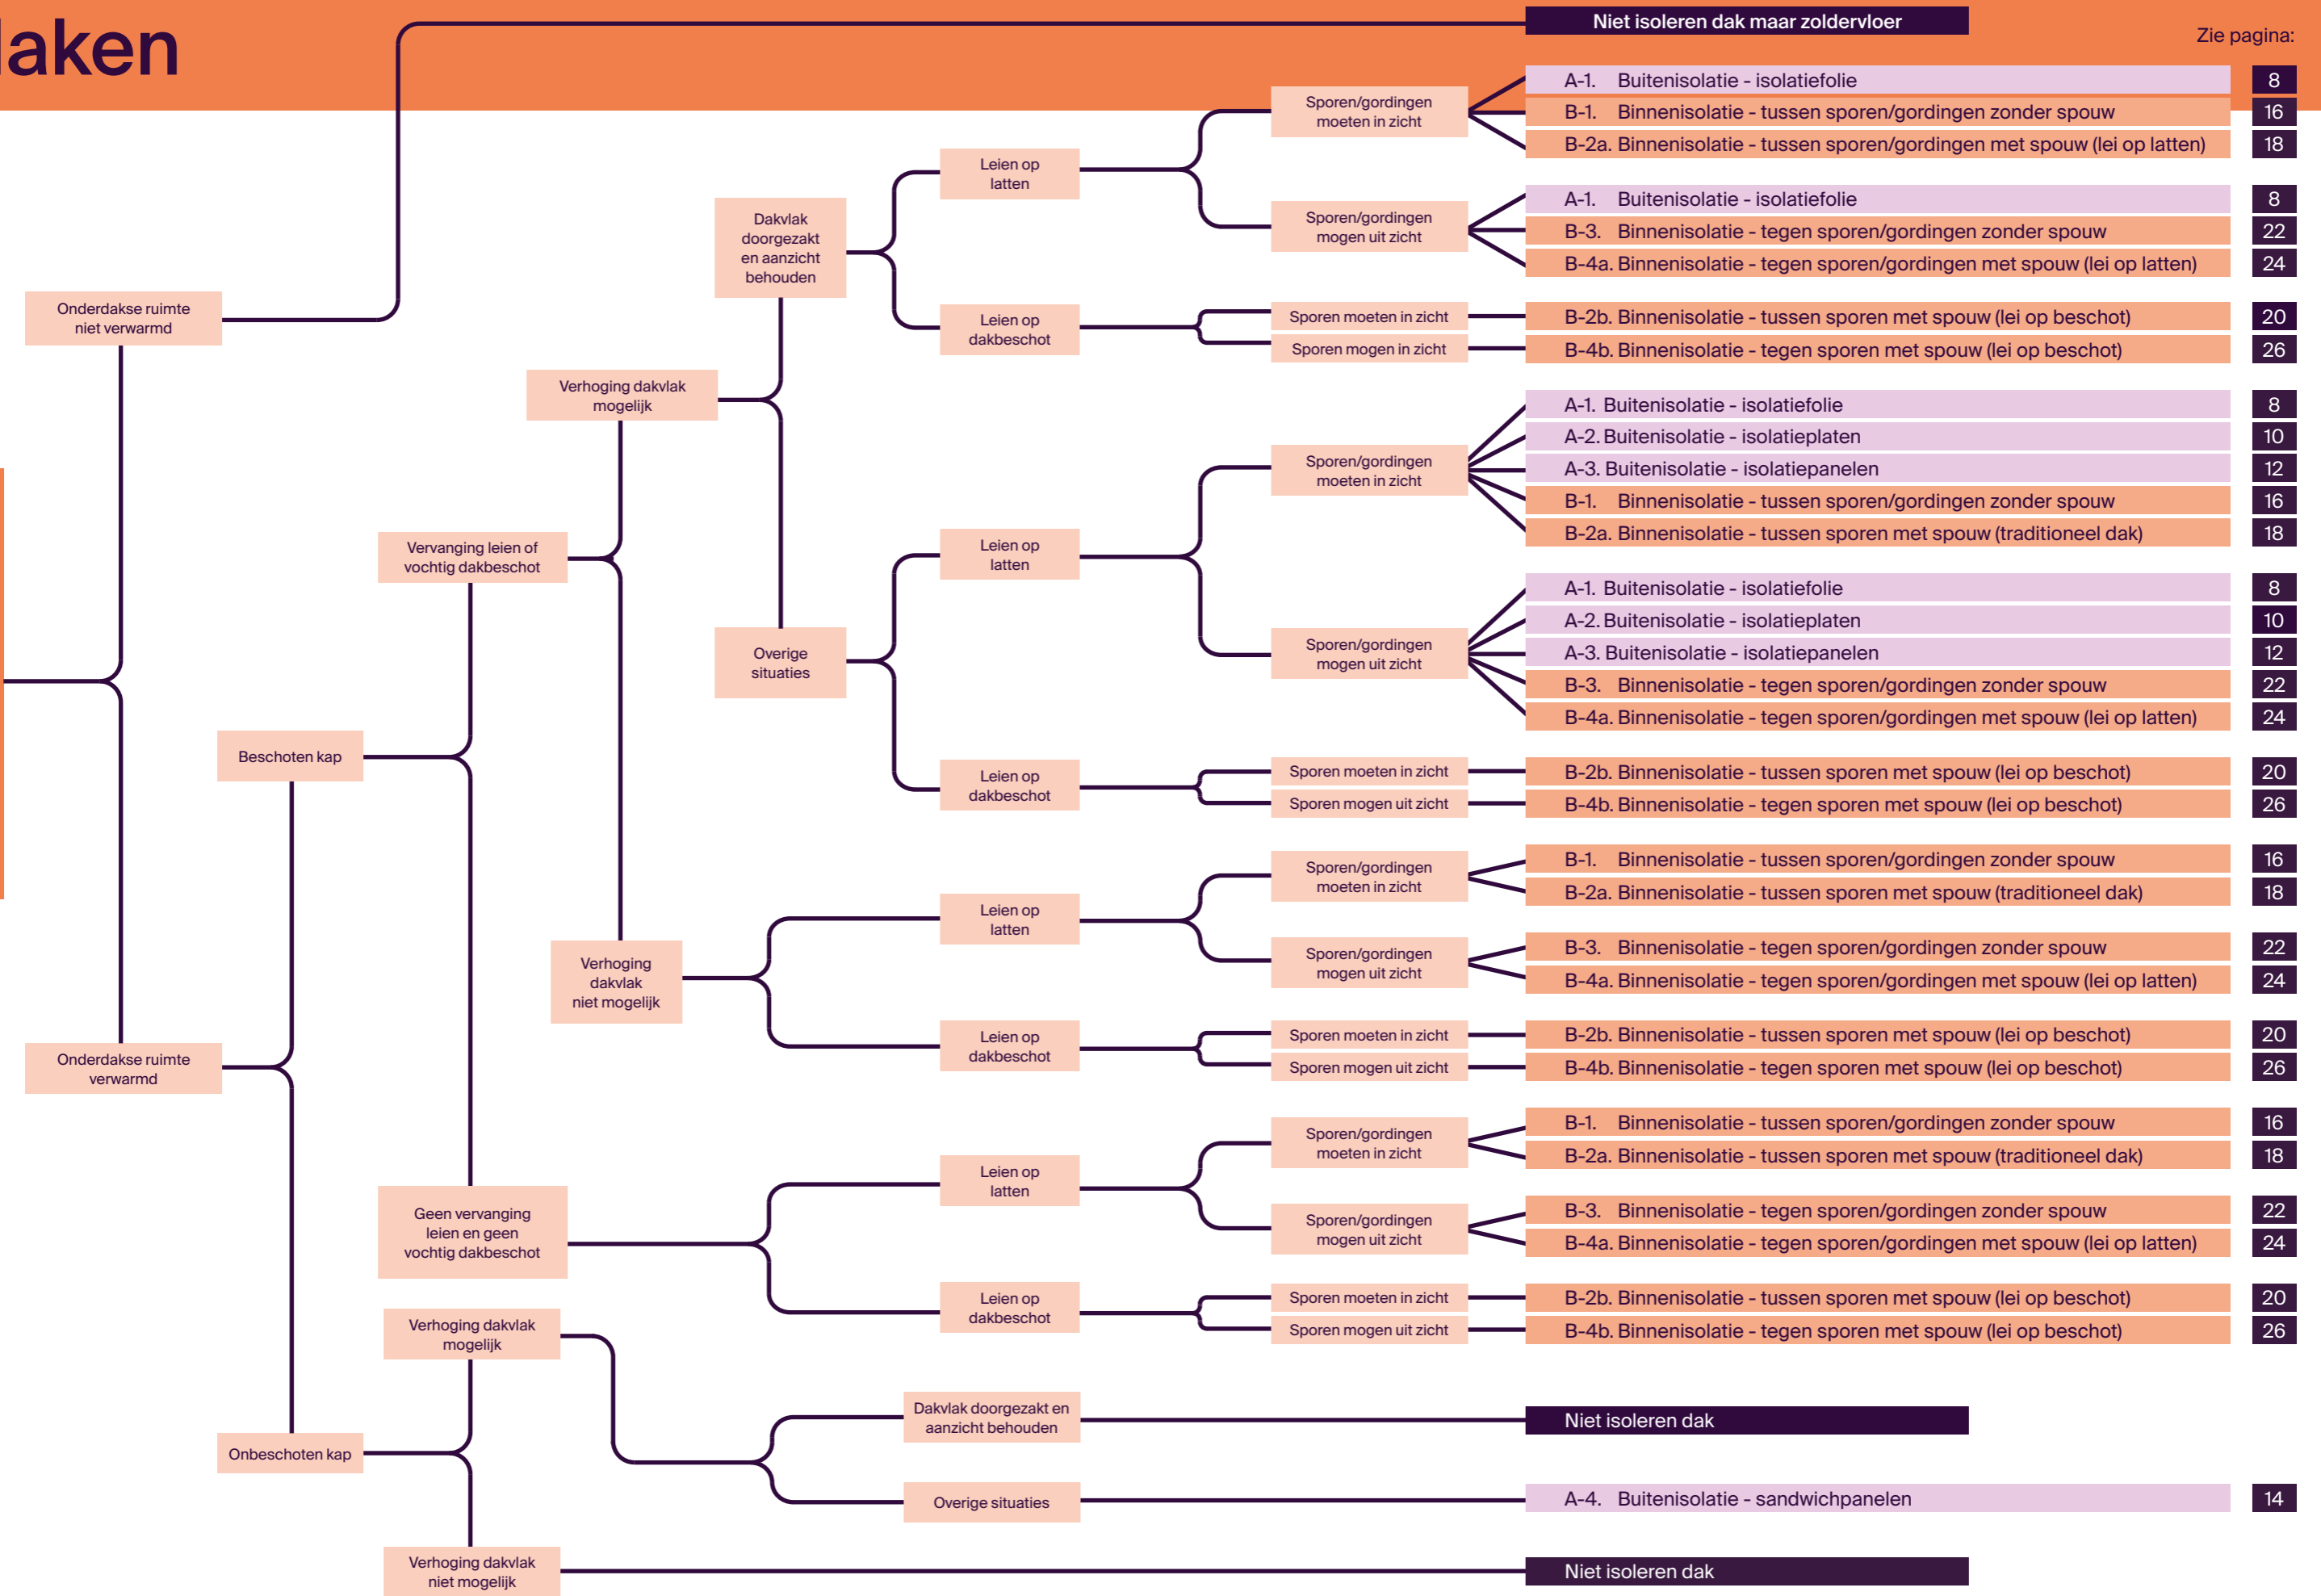 laken
Niet isoleren dak maar zoldervloer
Zie pagina:
Onderdakse ruimte
niet verwarmd
Onderdakse ruimte
verwarmd
Beschoten kap
Onbeschoten kap
Vervanging leien of
vochtig dakbeschot
Geen vervanging
leien en geen
vochtig dakbeschot
Verhoging dakvlak
mogelijk
Verhoging
dakvlak
niet mogelijk
Dakvlak
doorgezakt
en aanzicht
behouden
Overige
situaties
Leien op
latten
Sporen/gordingen
moeten in zicht
A-1. Buitenisolatie - isolatiefolie 8
B-1. Binnenisolatie - tussen sporen/gordingen zonder spouw 16
B-2a. Binnenisolatie - tussen sporen/gordingen met spouw (lei op latten) 18
Sporen/gordingen
mogen uit zicht
A-1. Buitenisolatie - isolatiefolie 8
B-3. Binnenisolatie - tegen sporen/gordingen zonder spouw 22
B-4a. Binnenisolatie - tegen sporen/gordingen met spouw (lei op latten) 24
Leien op
dakbeschot
Sporen moeten in zicht
B-2b. Binnenisolatie - tussen sporen met spouw (lei op beschot) 20
Sporen mogen in zicht
B-4b. Binnenisolatie - tegen sporen met spouw (lei op beschot) 26
Leien op
latten
Sporen/gordingen
moeten in zicht
A-1. Buitenisolatie - isolatiefolie 8
A-2. Buitenisolatie - isolatieplaten 10
A-3. Buitenisolatie - isolatiepanelen 12
B-1. Binnenisolatie - tussen sporen/gordingen zonder spouw 16
B-2a. Binnenisolatie - tussen sporen met spouw (traditioneel dak) 18
Sporen/gordingen
mogen uit zicht
A-1. Buitenisolatie - isolatiefolie 8
A-2. Buitenisolatie - isolatieplaten 10
A-3. Buitenisolatie - isolatiepanelen 12
B-3. Binnenisolatie - tegen sporen/gordingen zonder spouw 22
B-4a. Binnenisolatie - tegen sporen/gordingen met spouw (lei op latten) 24
Leien op
dakbeschot
Sporen moeten in zicht
B-2b. Binnenisolatie - tussen sporen met spouw (lei op beschot) 20
Sporen mogen uit zicht
B-4b. Binnenisolatie - tegen sporen met spouw (lei op beschot) 26
Leien op
latten
Sporen/gordingen
moeten in zicht
B-1. Binnenisolatie - tussen sporen/gordingen zonder spouw 16
B-2a. Binnenisolatie - tussen sporen met spouw (traditioneel dak) 18
Sporen/gordingen
mogen uit zicht
B-3. Binnenisolatie - tegen sporen/gordingen zonder spouw 22
B-4a. Binnenisolatie - tegen sporen/gordingen met spouw (lei op latten) 24
Leien op
dakbeschot
Sporen moeten in zicht
B-2b. Binnenisolatie - tussen sporen met spouw (lei op beschot) 20
Sporen mogen uit zicht
B-4b. Binnenisolatie - tegen sporen met spouw (lei op beschot) 26
Leien op
latten
Sporen/gordingen
moeten in zicht
B-1. Binnenisolatie - tussen sporen/gordingen zonder spouw 16
B-2a. Binnenisolatie - tussen sporen met spouw (traditioneel dak) 18
Sporen/gordingen
mogen uit zicht
B-3. Binnenisolatie - tegen sporen/gordingen zonder spouw 22
B-4a. Binnenisolatie - tegen sporen/gordingen met spouw (lei op latten) 24
Leien op
dakbeschot
Sporen moeten in zicht
B-2b. Binnenisolatie - tussen sporen met spouw (lei op beschot) 20
Sporen mogen uit zicht
B-4b. Binnenisolatie - tegen sporen met spouw (lei op beschot) 26
Verhoging dakvlak
mogelijk
Dakvlak doorgezakt en
aanzicht behouden
Niet isoleren dak
Overige situaties
A-4. Buitenisolatie - sandwichpanelen 14
Verhoging dakvlak
niet mogelijk
Niet isoleren dak